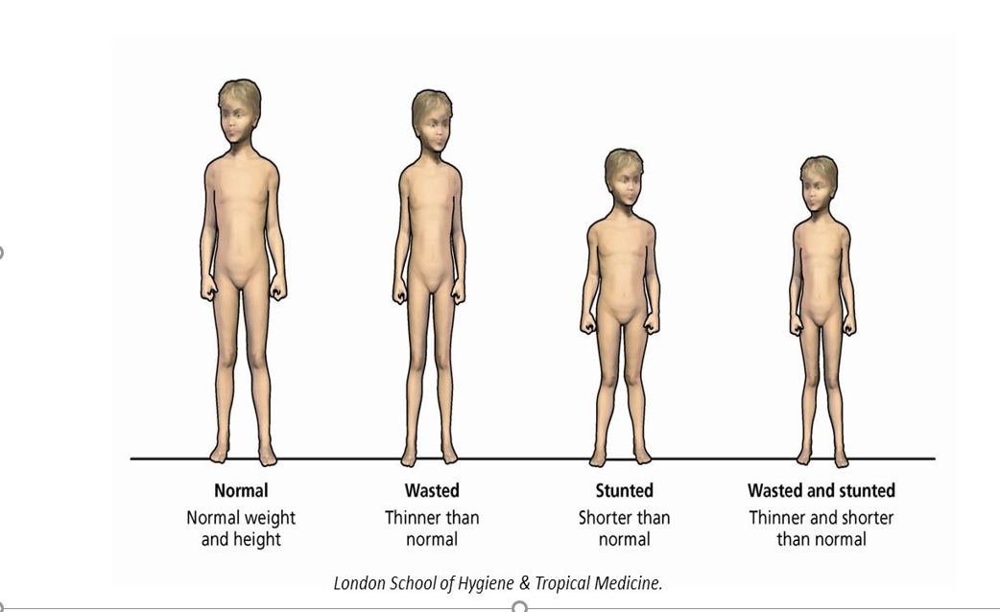 Normal
Normal weight
and height
Wasted
Thinner than
normal
Stunted
Shorter than
normal
Wasted and stunted
Thinner and shorter
than normal
London School of Hygiene & Tropical Medicine.